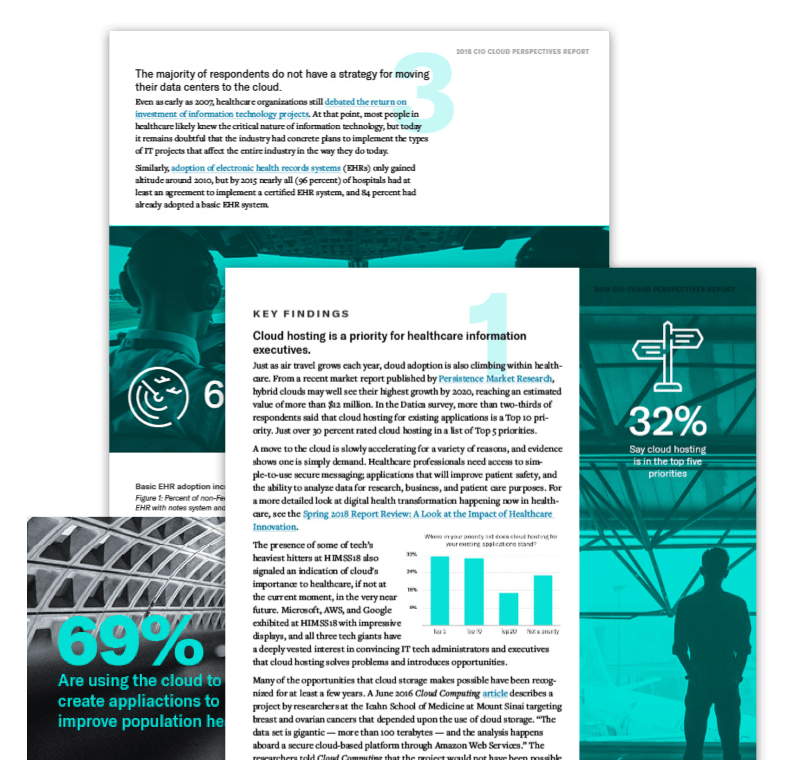 2018 CIO CLOUD PERSPECTIVES REPORT
3
The majority of respondents do not have a strategy for moving
their data centers to the cloud.
Even as early as 2007, healthcare organizations still debated the return on
investment of information technology projects. At that point, most people in
healthcare likely knew the critical nature of information technology, but today
it remains doubtful that the industry had concrete plans to implement the types
of IT projects that affect the entire industry in the way they do today.
Similarly, adoption of electronic health records systems (EHRs) only gained
altitude around 2010, but by 2015 nearly all (96 percent) of hospitals had at
least an agreement to implement a certified EHR system, and 84 percent had
already adopted a basic EHR system.
6
Basic EHR adoption inc
Figure 1: Percent of non-Fe
EHR with notes system and
69%
Are using the cloud to
create appliactions to
improve population he
1
KEY FINDINGS
Cloud hosting is a priority for healthcare information
executives.
Just as air travel grows each year, cloud adoption is also climbing within health-
care. From a recent market report published by Persistence Market Research,
hybrid clouds may well see their highest growth by 2020, reaching an estimated
value of more than $12 million. In the Datica survey, more than two-thirds of
respondents said that cloud hosting for existing applications is a Top 10 pri-
ority. Just over 30 percent rated cloud hosting in a list of Top 5 priorities.
A move to the cloud is slowly accelerating for a variety of reasons, and evidence
shows one is simply demand. Healthcare professionals need access to sim-
ple-to-use secure messaging; applications that will improve patient safety, and
the ability to analyze data for research, business, and patient care purposes. For
a more detailed look at digital health transformation happening now in health-
care, see the Spring 2018 Report Review: A Look at the Impact of Healthcare
Innovation.
The presence of some of tech's
heaviest hitters at HIMSS18 also
signaled an indication of cloud's
importance to healthcare, if not at
the current moment, in the very near
future. Microsoft, AWS, and Google
exhibited at HIMSS18 with impressive
displays, and all three tech giants have
a deeply vested interest in convincing IT tech administrators and executives
that cloud hosting solves problems and introduces opportunities.
Where in your priority list does cloud hosting for
your existing applications stand?
24%
16%
Top 5 Top 10 Top 20 Not a priority
Many of the opportunities that cloud storage makes possible have been recog-
nized for at least a few years. A June 2016 Cloud Computing article describes a
project by researchers at the Icahn School of Medicine at Mount Sinai targeting
breast and ovarian cancers that depended upon the use of cloud storage. "The
data set is gigantic — more than 100 terabytes — and the analysis happens
aboard a secure cloud-based platform through Amazon Web Services." The
researchers told Cloud Computing that the project would not have been possible
2018 CIO CLOUD PERSPECTIVES REPORT
32%
Say cloud hosting
is in the top five
priorities